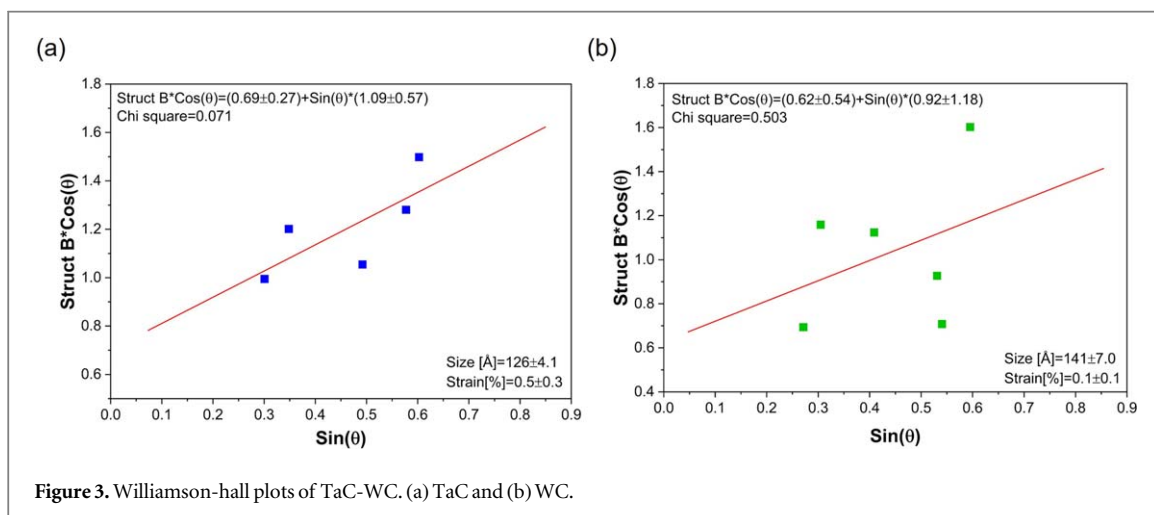 (a)
Struct B*Cos(θ)=(0.69±0.27)+Sin(θ)*(1.09±0.57)
Chi square=0.071
1.8
1.6
1.4
1.2
1.0
0.8
0.6
Struct B*Cos(θ)
Size [Å]=126±4.1
Strain[%]=0.5±0.3
0.0 0.1 0.2 0.3 0.4 0.5 0.6 0.7 0.8 0.9
Sin(θ)
(b)
Struct B*Cos(θ)=(0.62±0.54)+Sin(θ)*(0.92±1.18)
Chi square=0.503
1.8
1.6
1.4
1.2
1.0
0.8
0.6
0.4
Struct B*Cos(θ)
Size [Å]=141±7.0
Strain[%]=0.1±0.1
0.0 0.1 0.2 0.3 0.4 0.5 0.6 0.7 0.8 0.9
Sin(θ)
Figure 3. Williamson-hall plots of TaC-WC. (a) TaC and (b) WC.